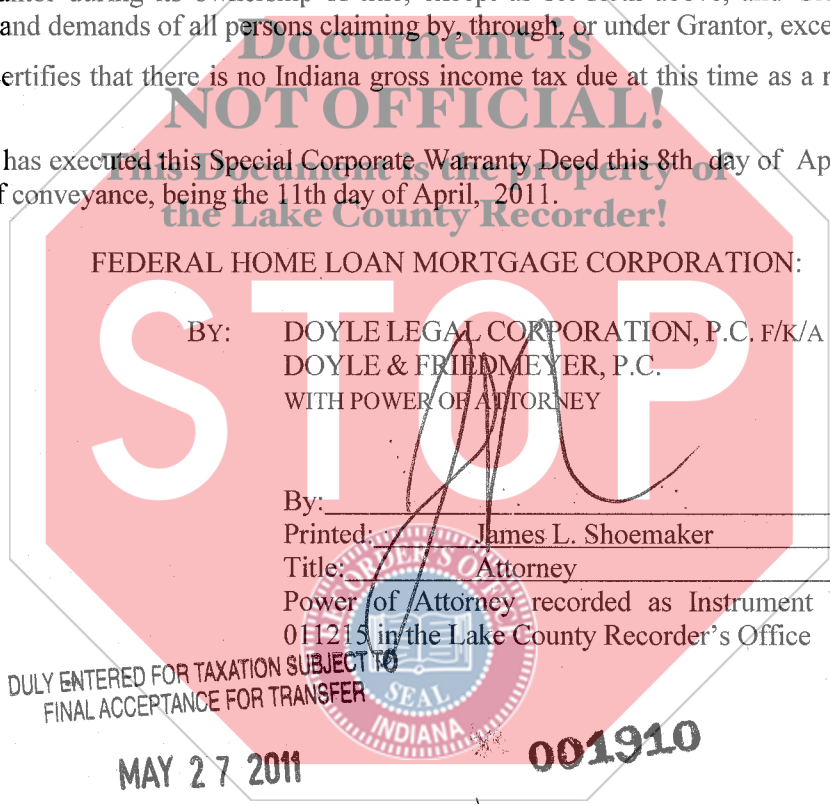 and demands of all persons claiming by, through, or under Grantor, exce
Document is
ertifies that there is no Indiana gross income tax due at this time as a r
NOT OFFICIAL!
has executed this Special Corporate Warranty Deed this 8th day of Ap
This Document is the property of
f conveyance, being the 11th day of April, 2011.
the Lake County Recorder!
FEDERAL HOME LOAN MORTGAGE CORPORATION:
STOP
BY: DOYLE LEGAL CORPORATION, P.C. F/K/A
DOYLE & FRIEDMEYER, P.C.
WITH POWER OF ATTORNEY
By:
Printed: James L. Shoemaker
Title: Attorney
Power of Attorney recorded as Instrument
011215 in the Lake County Recorder's Office
SEAL
INDIANA
DULY ENTERED FOR TAXATION SUBJECT TO
FINAL ACCEPTANCE FOR TRANSFER
MAY 27 2011
001910